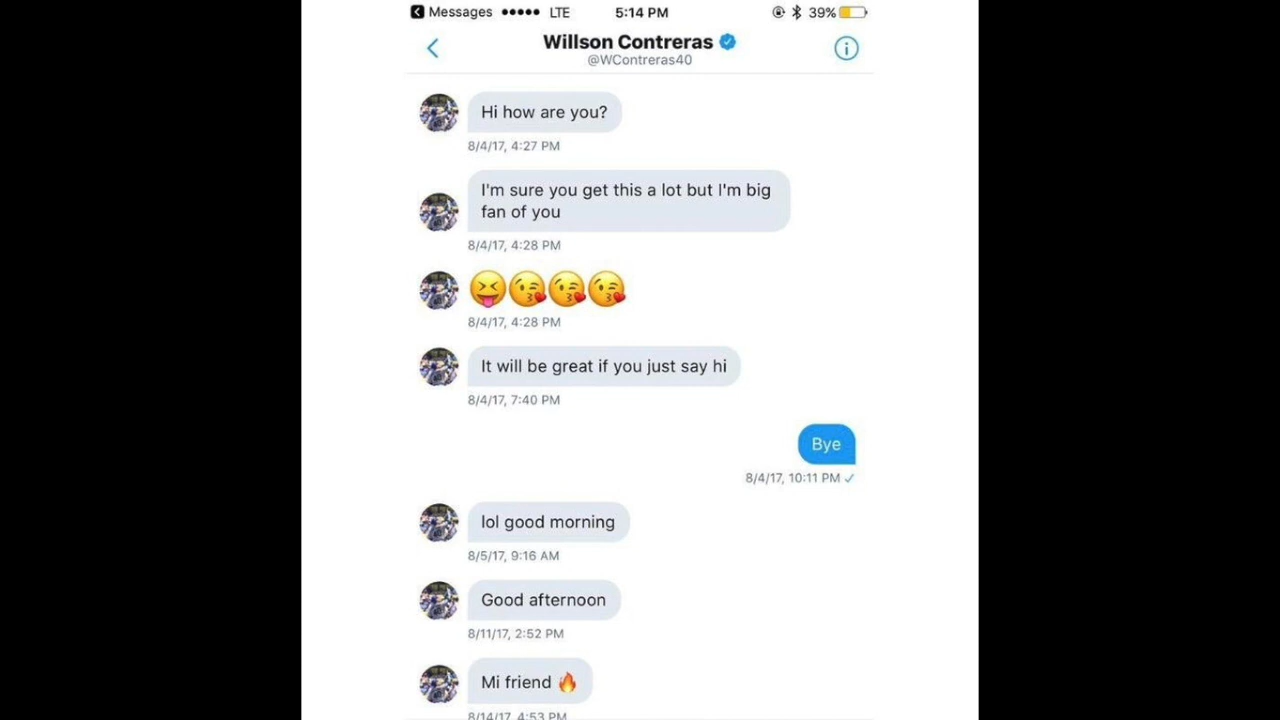 Messages ●●●●● LTE 5:14 PM 39%
Willson Contreras
@WContreras40
Hi how are you?
8/4/17, 4:27 PM
I'm sure you get this a lot but I'm big
fan of you
8/4/17, 4:28 PM
😝😘😘😘
8/4/17, 4:28 PM
It will be great if you just say hi
8/4/17, 7:40 PM
Bye
8/4/17, 10:11 PM ✓
lol good morning
8/5/17, 9:16 AM
Good afternoon
8/11/17, 2:52 PM
Mi friend 🔥
8/14/17, 4:53 PM